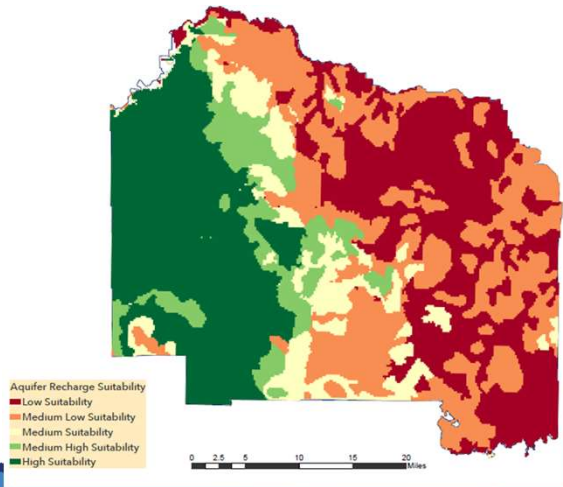 Aquifer Recharge Suitability
Low Suitability
Medium Low Suitability
Medium Suitability
Medium High Suitability
High Suitability
0 2.5 5 10 15 20
Miles